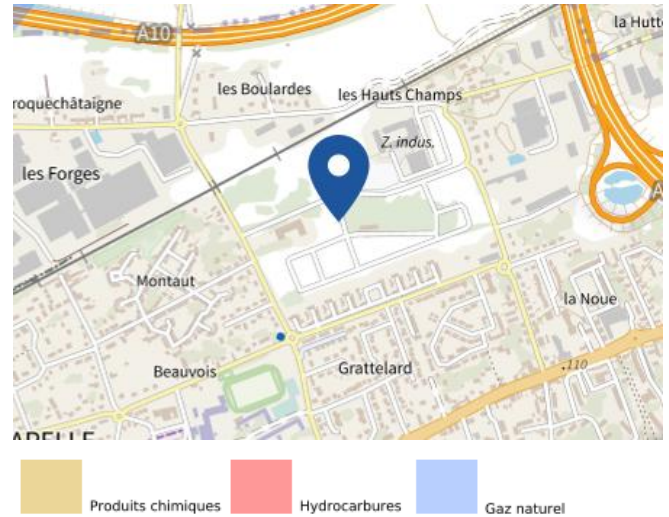 A10
la Hutte
les Boulardes
les Hauts Champs
roquechâtaigne
Z. indus.
les Forges
A
Montaut
la Noue
110
Beauvois
Grattelard
APELLE
Produits chimiques
Hydrocarbures
Gaz naturel